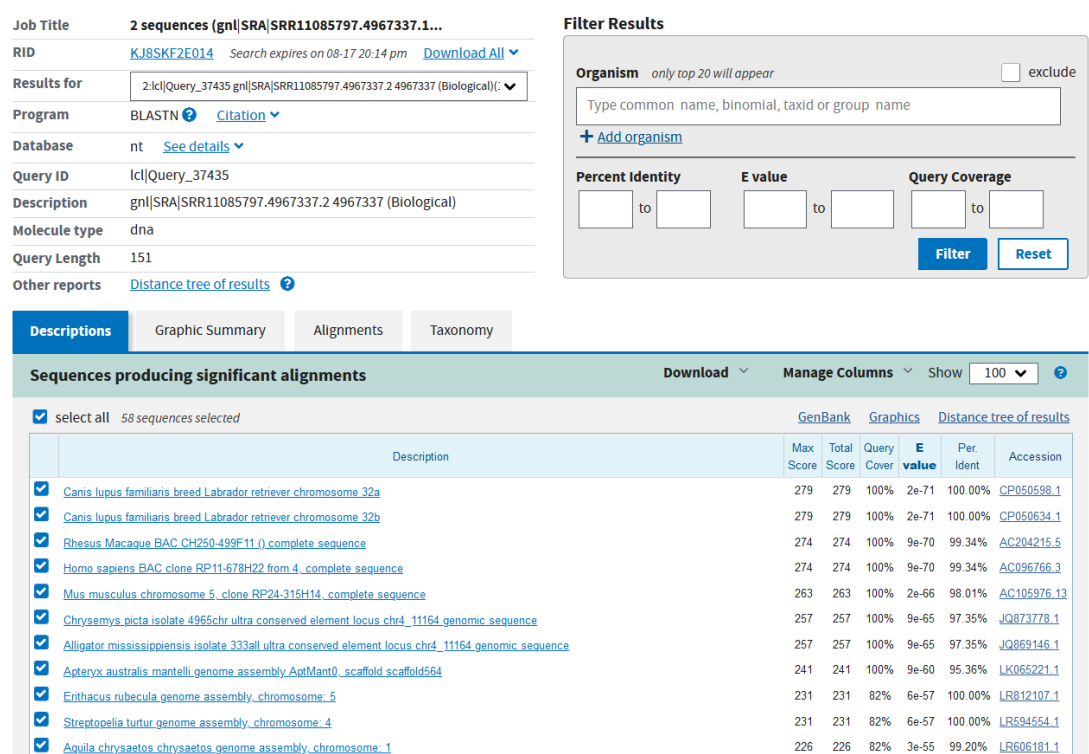 Job Title 2 sequences (gnl|SRA|SRR11085797.4967337.1...
RID KJ8SKF2E014 Search expires on 08-17 20:14 pm Download All
Results for 2:lcl|Query_37435 gnl|SRA|SRR11085797.4967337.2 4967337 (Biological)(:
Program BLASTN ? Citation
Database nt See details
Query ID lcl|Query_37435
Description gnl|SRA|SRR11085797.4967337.2 4967337 (Biological)
Molecule type dna
Query Length 151
Other reports Distance tree of results ?
Filter Results
Organism only top 20 will appear exclude
Type common name, binomial, taxid or group name
+ Add organism
Percent Identity E value Query Coverage
to to to
Filter Reset
Descriptions Graphic Summary Alignments Taxonomy
Sequences producing significant alignments Download Manage Columns Show 100 ?
select all 58 sequences selected GenBank Graphics Distance tree of results
Description Max Score Total Score Query Cover E value Per. Ident Accession
Canis lupus familiaris breed Labrador retriever chromosome 32a 279 279 100% 2e-71 100.00% CP050598.1
Canis lupus familiaris breed Labrador retriever chromosome 32b 279 279 100% 2e-71 100.00% CP050634.1
Rhesus Macaque BAC CH250-499F11 () complete sequence 274 274 100% 9e-70 99.34% AC204215.5
Homo sapiens BAC clone RP11-678H22 from 4, complete sequence 274 274 100% 9e-70 99.34% AC096766.3
Mus musculus chromosome 5, clone RP24-315H14, complete sequence 263 263 100% 2e-66 98.01% AC105976.13
Chrysemys picta isolate 4965chr ultra conserved element locus chr4_11164 genomic sequence 257 257 100% 9e-65 97.35% JQ873778.1
Alligator mississippiensis isolate 333all ultra conserved element locus chr4_11164 genomic sequence 257 257 100% 9e-65 97.35% JQ869146.1
Apteryx australis mantelli genome assembly AptMant0, scaffold scaffold564 241 241 100% 9e-60 95.36% LK065221.1
Erithacus rubecula genome assembly, chromosome: 5 231 231 82% 6e-57 100.00% LR812107.1
Streptopelia turtur genome assembly, chromosome: 4 231 231 82% 6e-57 100.00% LR594554.1
Aquila chrysaetos chrysaetos genome assembly, chromosome: 1 226 226 82% 3e-55 99.20% LR606181.1